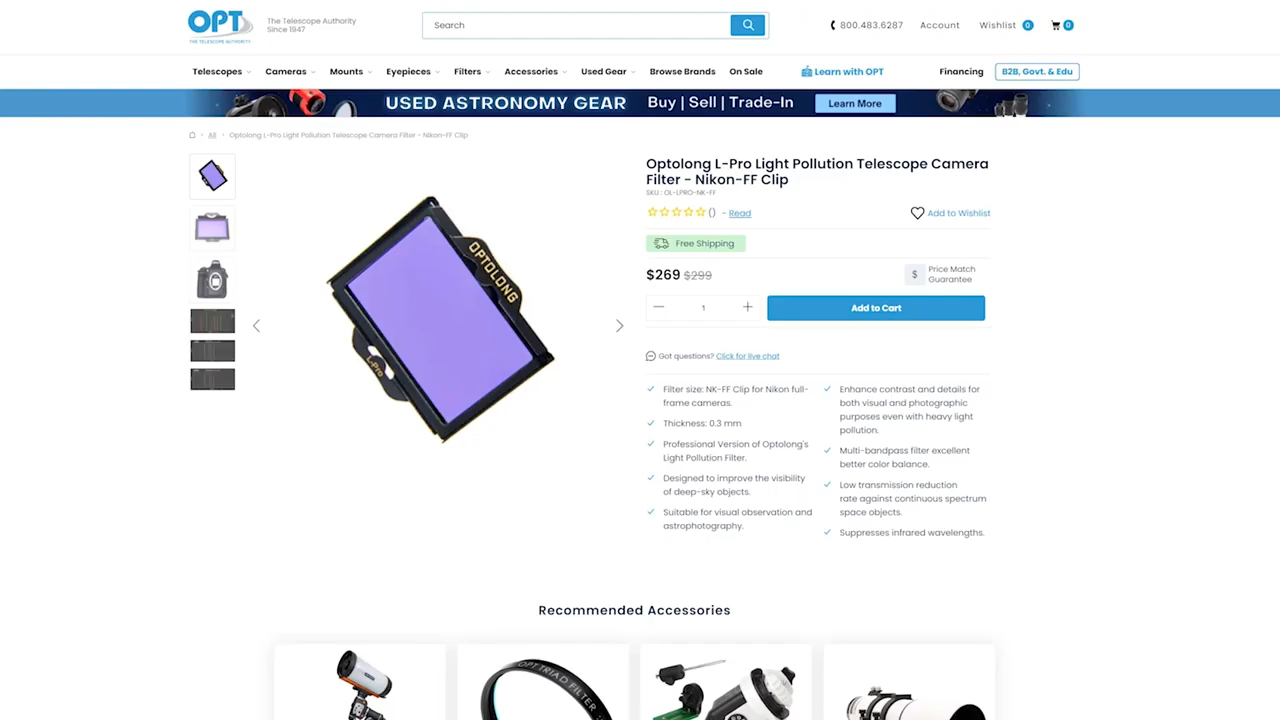 OPT
THE TELESCOPE AUTHORITY
The Telescope Authority
Since 1947
Search
800.483.6287
Account
Wishlist 0
0
Telescopes
Cameras
Mounts
Eyepieces
Filters
Accessories
Used Gear
Browse Brands
On Sale
Learn with OPT
Financing
B2B, Govt. & Edu
USED ASTRONOMY GEAR
Buy | Sell | Trade-In
Learn More
All
Optolong L-Pro Light Pollution Telescope Camera Filter - Nikon-FF Clip
OPTOLONG
L-Pro
Optolong L-Pro Light Pollution Telescope Camera
Filter - Nikon-FF Clip
SKU : OL-LPRO-NK-FF
() - Read
Add to Wishlist
Free Shipping
$269 $299
$
Price Match
Guarantee
1
Add to Cart
Got questions? Click for live chat
Filter size: NK-FF Clip for Nikon full-
frame cameras.
Thickness: 0.3 mm
Professional Version of Optolong's
Light Pollution Filter.
Designed to improve the visibility
of deep-sky objects.
Suitable for visual observation and
astrophotography.
Enhance contrast and details for
both visual and photographic
purposes even with heavy light
pollution.
Multi-bandpass filter excellent
better color balance.
Low transmission reduction
rate against continuous spectrum
space objects.
Suppresses infrared wavelengths.
Recommended Accessories
OPT TRIAD FILTER